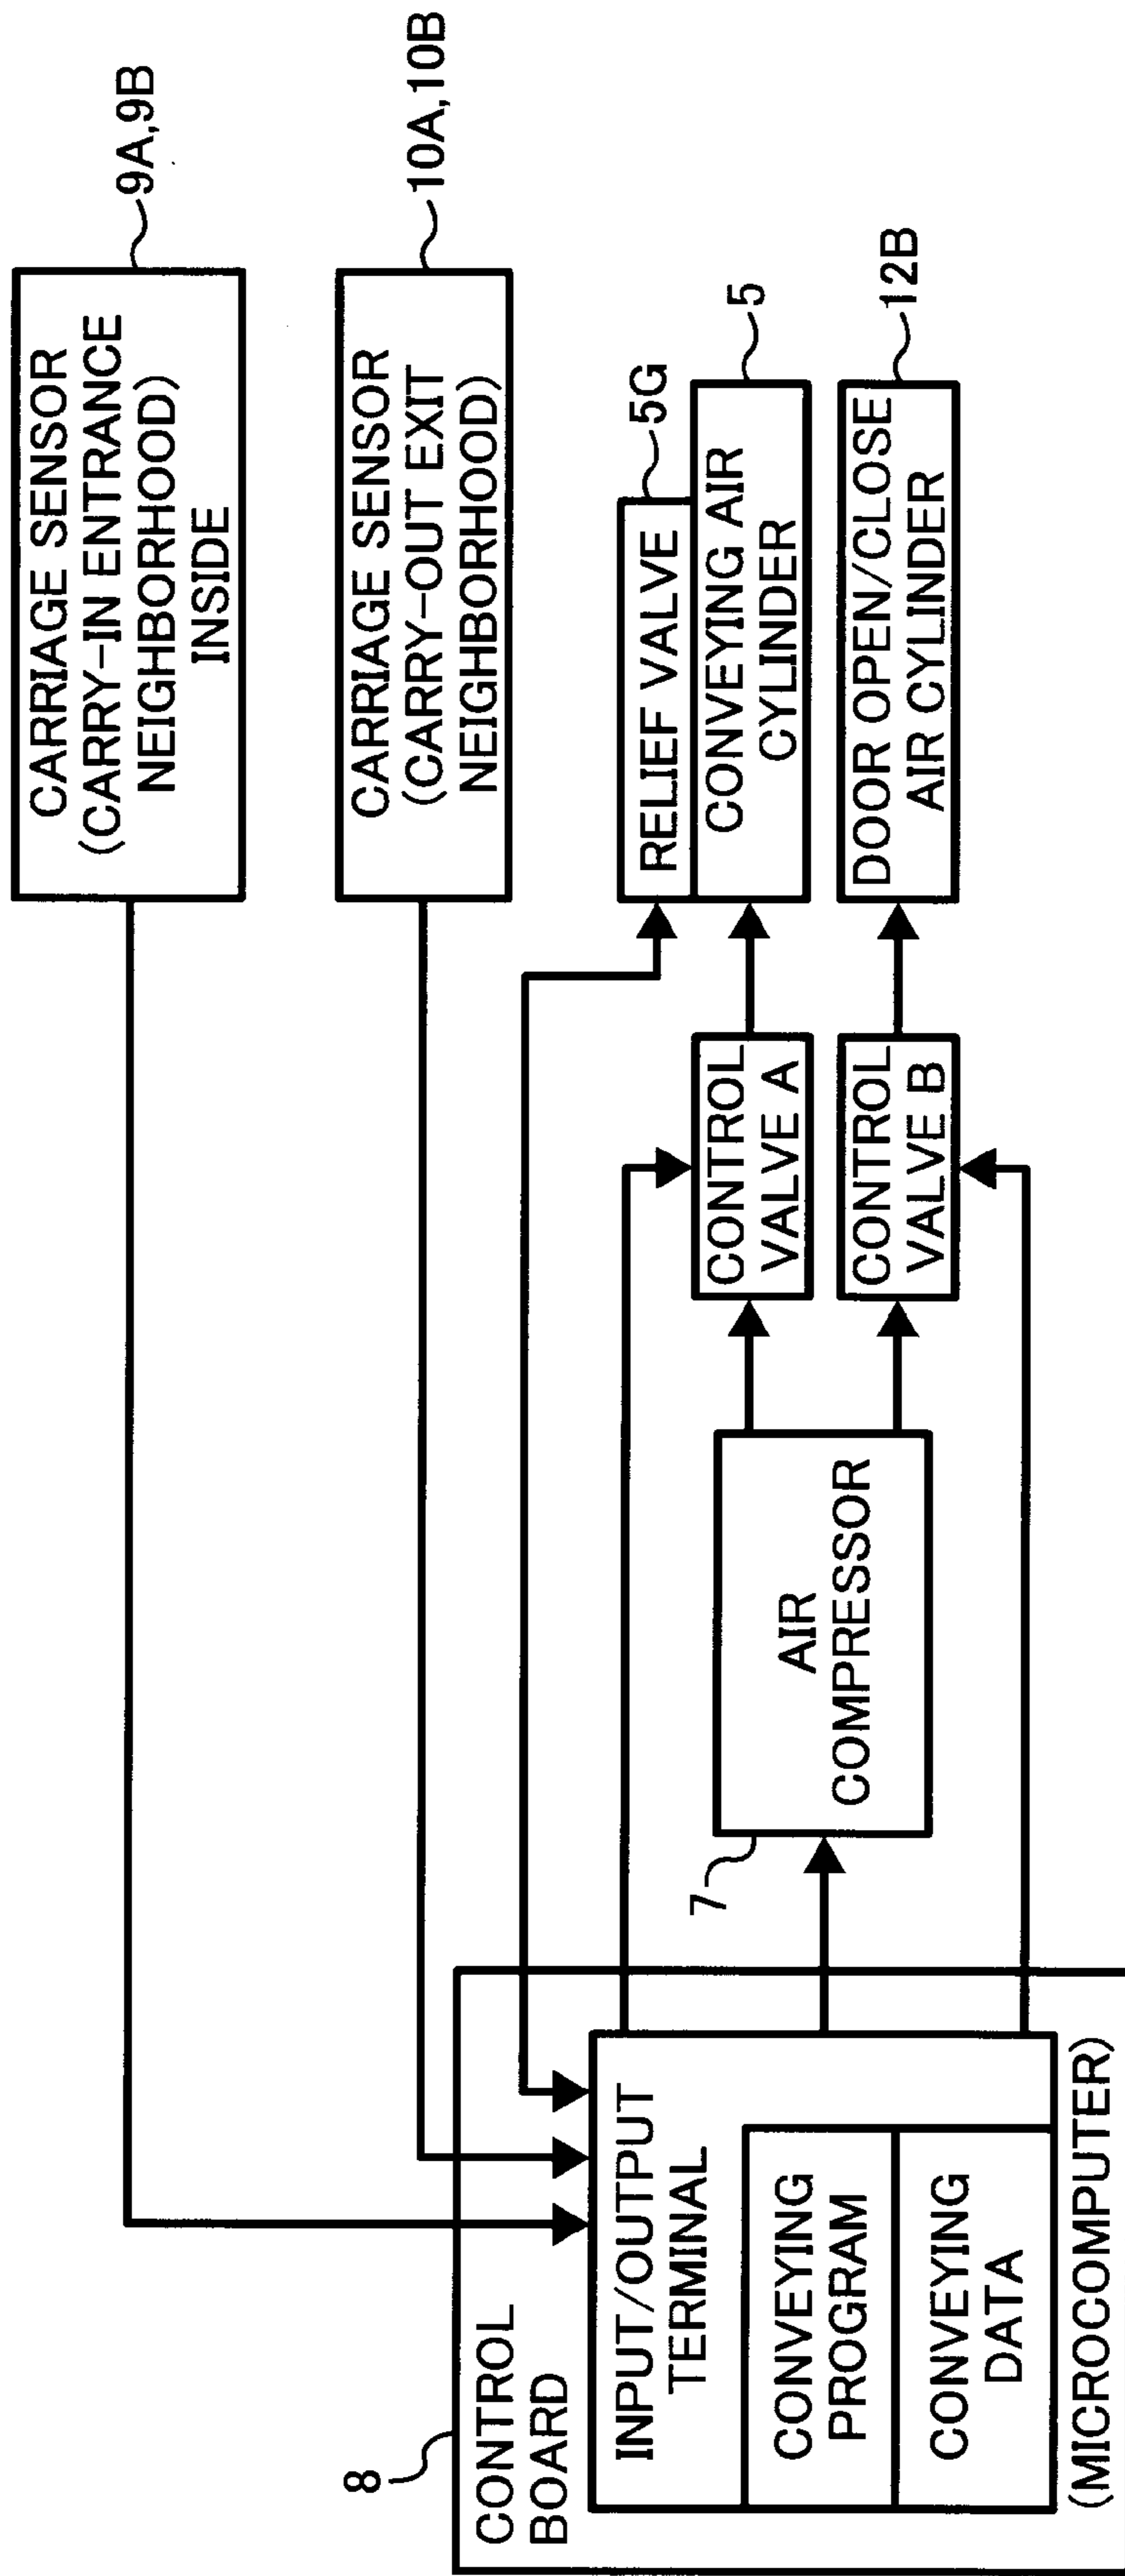 CARRIAGE SENSOR
(CARRY-IN ENTRANCE
NEIGHBORHOOD)
INSIDE
9A,9B
CARRIAGE SENSOR
(CARRY-OUT EXIT
NEIGHBORHOOD)
10A,10B
RELIEF VALVE
5G
CONVEYING AIR
CYLINDER
5
DOOR OPEN/CLOSE
AIR CYLINDER
12B
CONTROL
VALVE A
CONTROL
VALVE B
AIR
COMPRESSOR
7
8
CONTROL
BOARD
INPUT/OUTPUT
TERMINAL
CONVEYING
PROGRAM
CONVEYING
DATA
(MICROCOMPUTER)